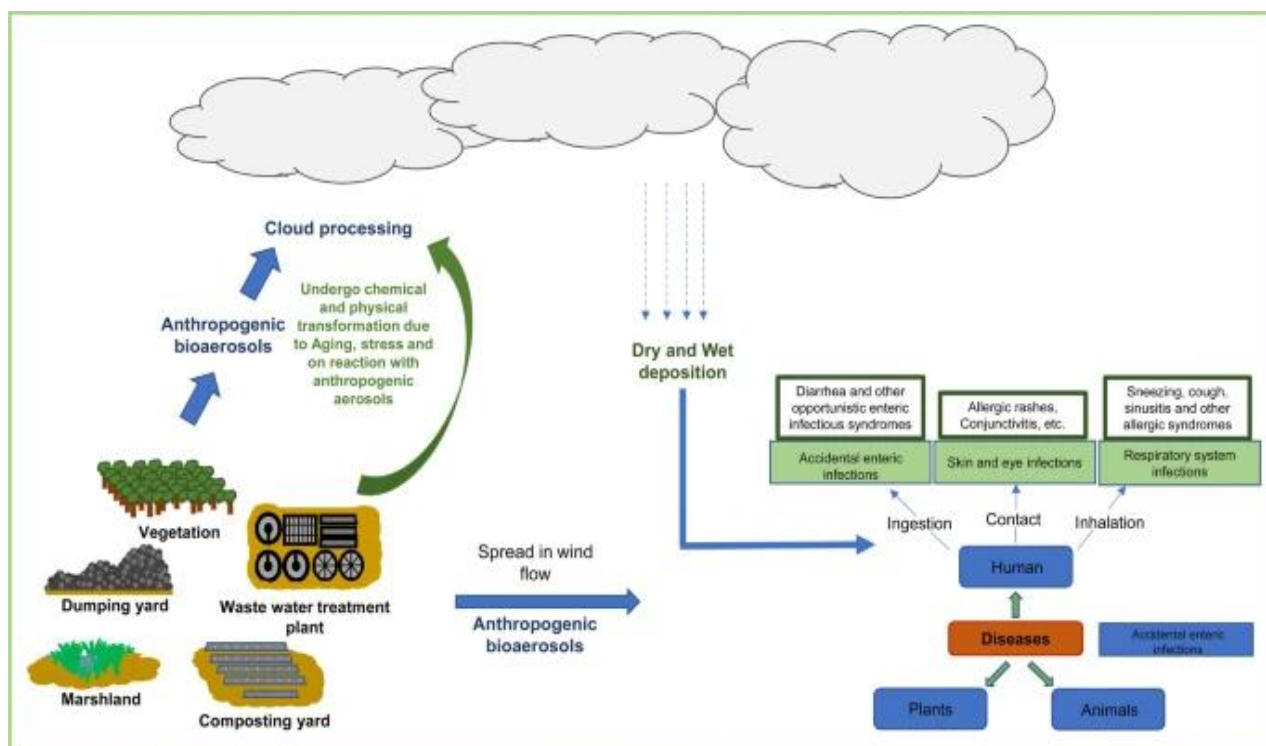 Cloud processing
Undergo chemical
and physical
transformation due
to Aging, stress and
on reaction with
anthropogenic
aerosols
Anthropogenic
bioaerosols
Vegetation
Dumping yard
Waste water treatment
plant
Marshland
Composting yard
Spread in wind
flow
Anthropogenic
bioaerosols
Dry and Wet
deposition
Diarrhea and other
opportunistic enteric
infectious syndromes
Allergic rashes,
Conjunctivitis, etc.
Sneezing, cough,
sinusitis and other
allergic syndromes
Accidental enteric
infections
Skin and eye infections
Respiratory system
infections
Ingestion
Contact
Inhalation
Human
Diseases
Accidental enteric
infections
Plants
Animals